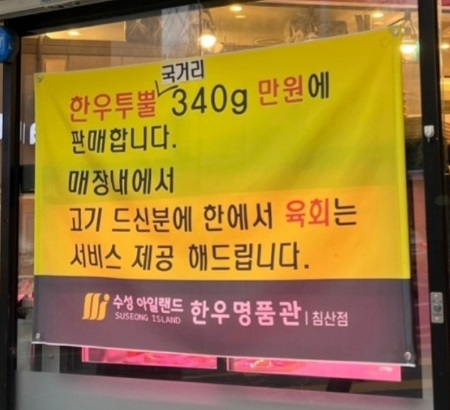 국거리
한우투뿔 340g 만원에
판매합니다.
매장내에서
고기 드신분에 한에서 육회는
서비스 제공 해드립니다.
수성 아일랜드
SUSEONG ISLAND
한우명품관 | 침산점